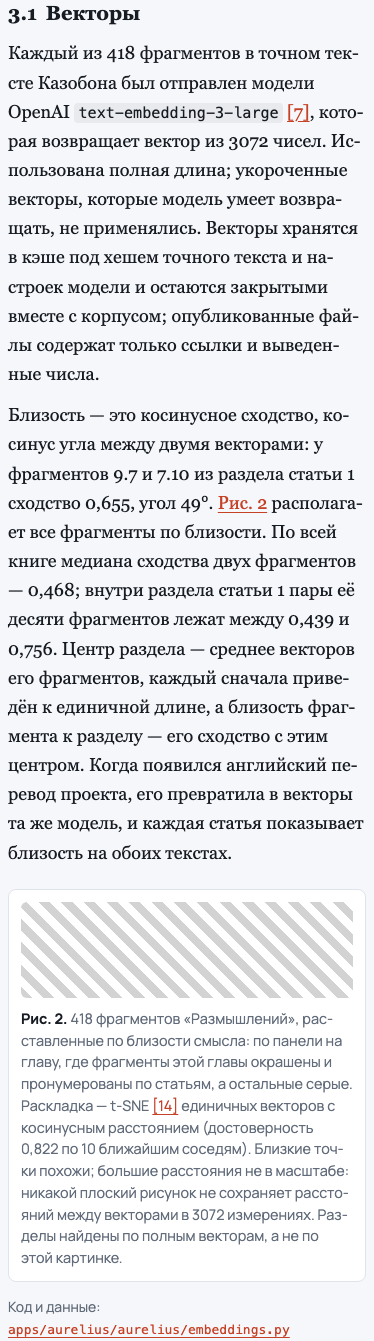 3.1 Векторы
Каждый из 418 фрагментов в точном тек-
сте Казобона был отправлен модели
OpenAI text-embedding-3-large [7], кото-
рая возвращает вектор из 3072 чисел. Ис-
пользована полная длина; укороченные
векторы, которые модель умеет возвра-
щать, не применялись. Векторы хранятся
в кэше под хешем точного текста и на-
строек модели и остаются закрытыми
вместе с корпусом; опубликованные фай-
лы содержат только ссылки и выведен-
ные числа.
Близость — это косинусное сходство, ко-
синус угла между двумя векторами: у
фрагментов 9.7 и 7.10 из раздела статьи 1
сходство 0,655, угол 49°. Рис. 2 располага-
ет все фрагменты по близости. По всей
книге медиана сходства двух фрагментов
— 0,468; внутри раздела статьи 1 пары её
десяти фрагментов лежат между 0,439 и
0,756. Центр раздела — среднее векторов
его фрагментов, каждый сначала приве-
дён к единичной длине, а близость фраг-
мента к разделу — его сходство с этим
центром. Когда появился английский пе-
ревод проекта, его превратила в векторы
та же модель, и каждая статья показывает
близость на обоих текстах.
Рис. 2. 418 фрагментов «Размышлений», рас-
ставленные по близости смысла: по панели на
главу, где фрагменты этой главы окрашены и
пронумерованы по статьям, а остальные серые.
Раскладка — t-SNE [14] единичных векторов с
косинусным расстоянием (достоверность
0,822 по 10 ближайшим соседям). Близкие точ-
ки похожи; большие расстояния не в масштабе:
никакой плоский рисунок не сохраняет рассто-
яний между векторами в 3072 измерениях. Раз-
делы найдены по полным векторам, а не по
этой картинке.
Код и данные:
apps/aurelius/aurelius/embeddings.py